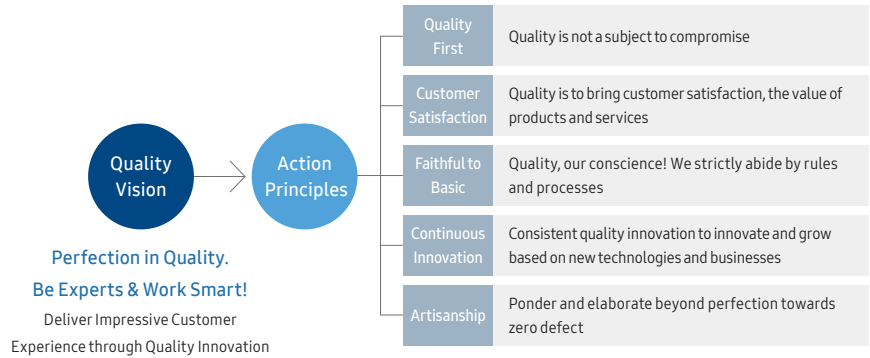 Quality
Vision
Perfection in Quality.
Be Experts & Work Smart!
Deliver Impressive Customer
Experience through Quality Innovation
Action
Principles
Quality
First
Quality is not a subject to compromise
Customer
Satisfaction
Quality is to bring customer satisfaction, the value of
products and services
Faithful to
Basic
Quality, our conscience! We strictly abide by rules
and processes
Continuous
Innovation
Consistent quality innovation to innovate and grow
based on new technologies and businesses
Artisanship
Ponder and elaborate beyond perfection towards
zero defect